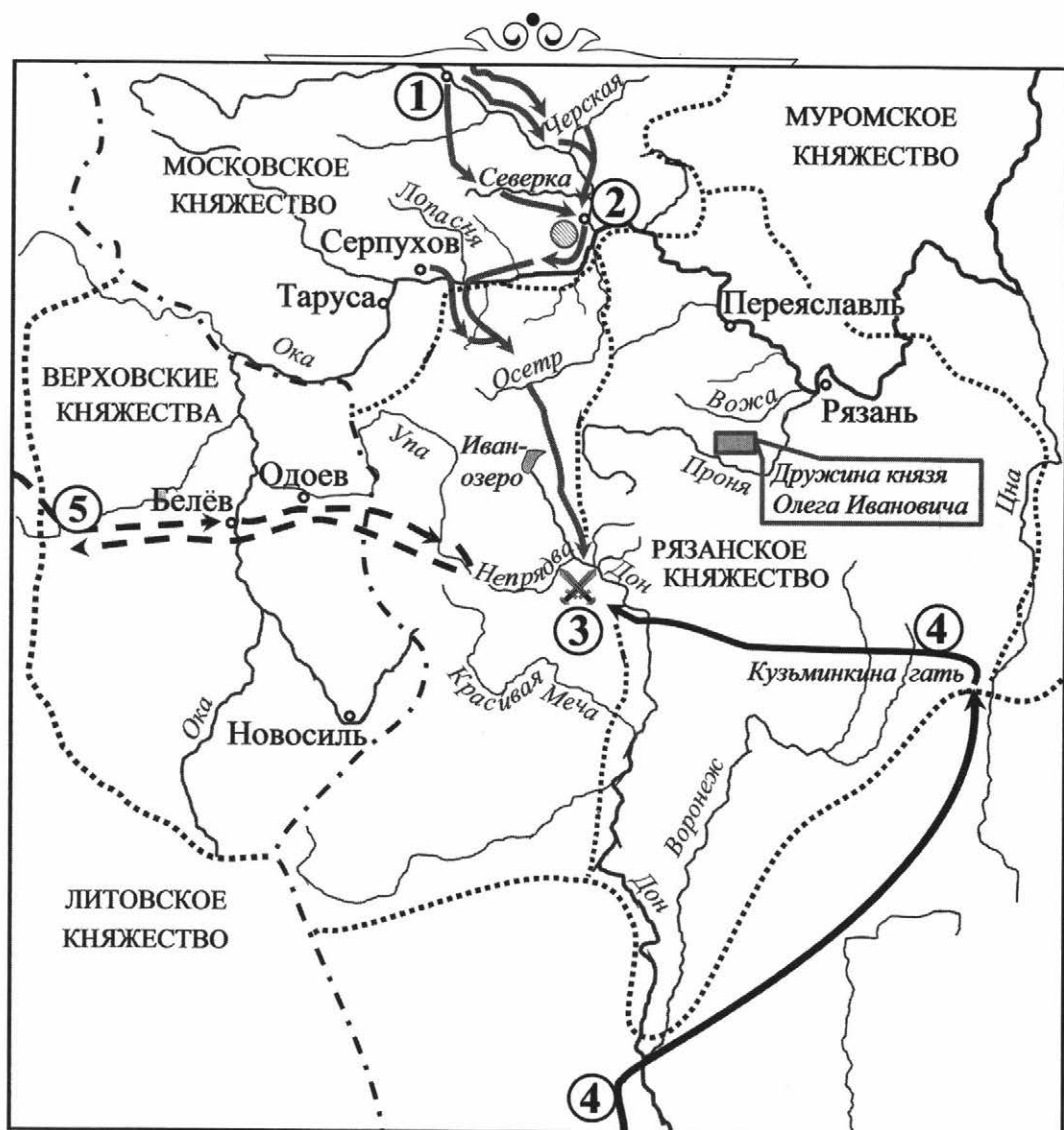 ①
Черская
МУРОМСКОЕ
КНЯЖЕСТВО
МОСКОВСКОЕ
КНЯЖЕСТВО
Северка
②
Лопасня
Серпухов
Таруса
Переяславль
Ока
Осетр
ВЕРХОВСКИЕ
КНЯЖЕСТВА
Вожа
Рязань
Упа
Иван-
озеро
Проня
Дружина князя
Олега Ивановича
Цна
Одоев
Белёв
⑤
Непрядва
Дон
РЯЗАНСКОЕ
КНЯЖЕСТВО
③
④
Кузьминкина гать
Красивая Меча
Ока
Новосиль
Воронеж
Дон
ЛИТОВСКОЕ
КНЯЖЕСТВО
④